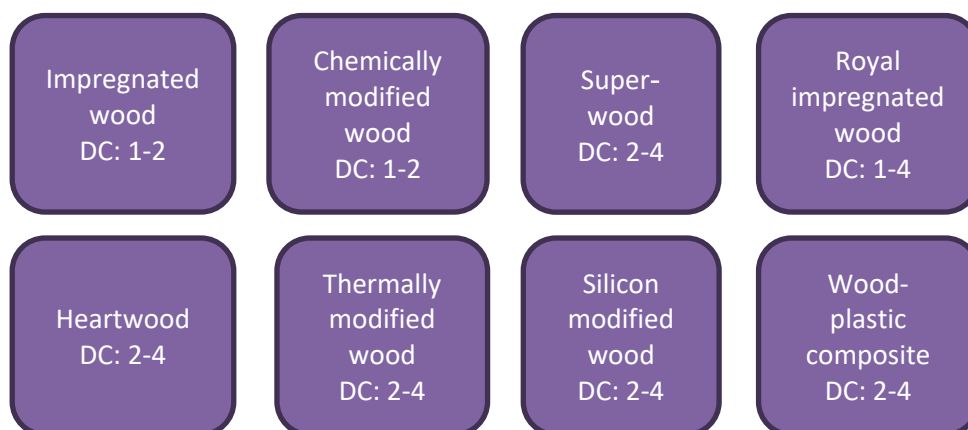 Impregnated
wood
DC: 1-2
Chemically
modified
wood
DC: 1-2
Super-
wood
DC: 2-4
Royal
impregnated
wood
DC: 1-4
Heartwood
DC: 2-4
Thermally
modified
wood
DC: 2-4
Silicon
modified
wood
DC: 2-4
Wood-
plastic
composite
DC: 2-4